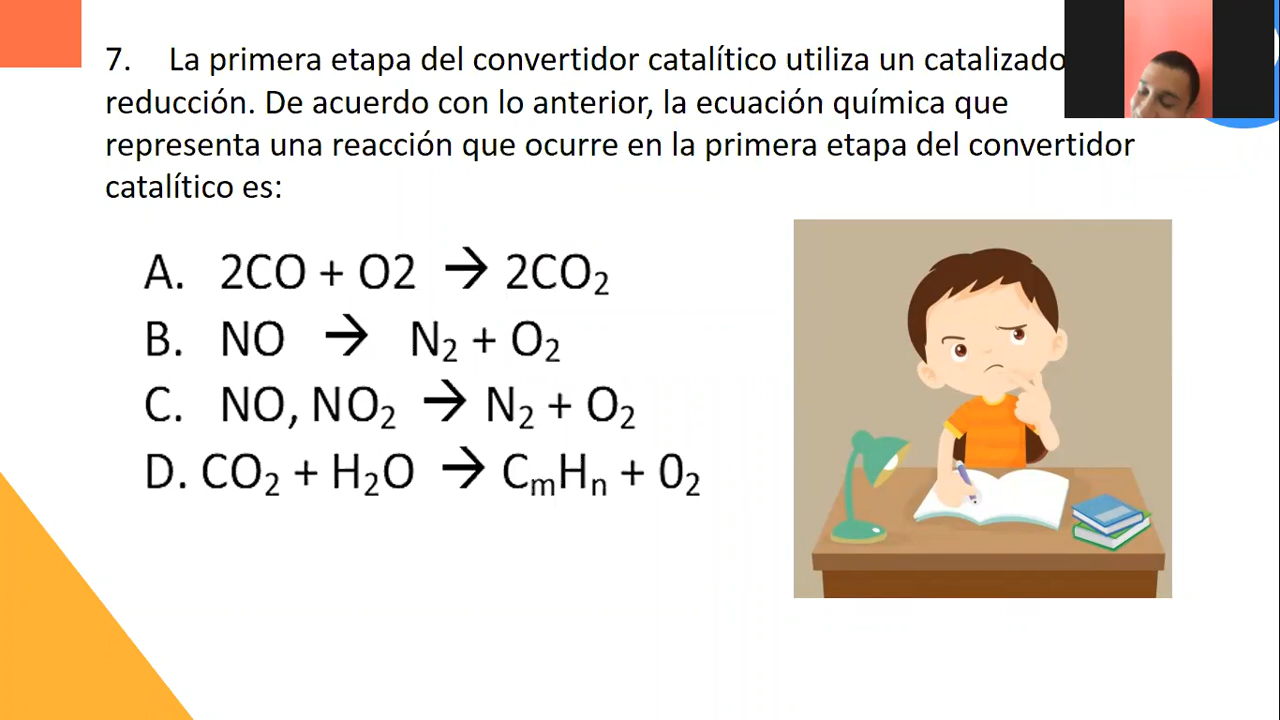 7. La primera etapa del convertidor catalítico utiliza un
reducción. De acuerdo con lo anterior, la ecuación química que
representa una reacción que ocurre en la primera etapa del convertidor
catalítico es:
A. 2CO + O2 → 2CO₂
B. NO → N₂ + O₂
C. NO, NO₂ → N₂ + O₂
D. CO₂ + H₂O → CₘHₙ + 0₂